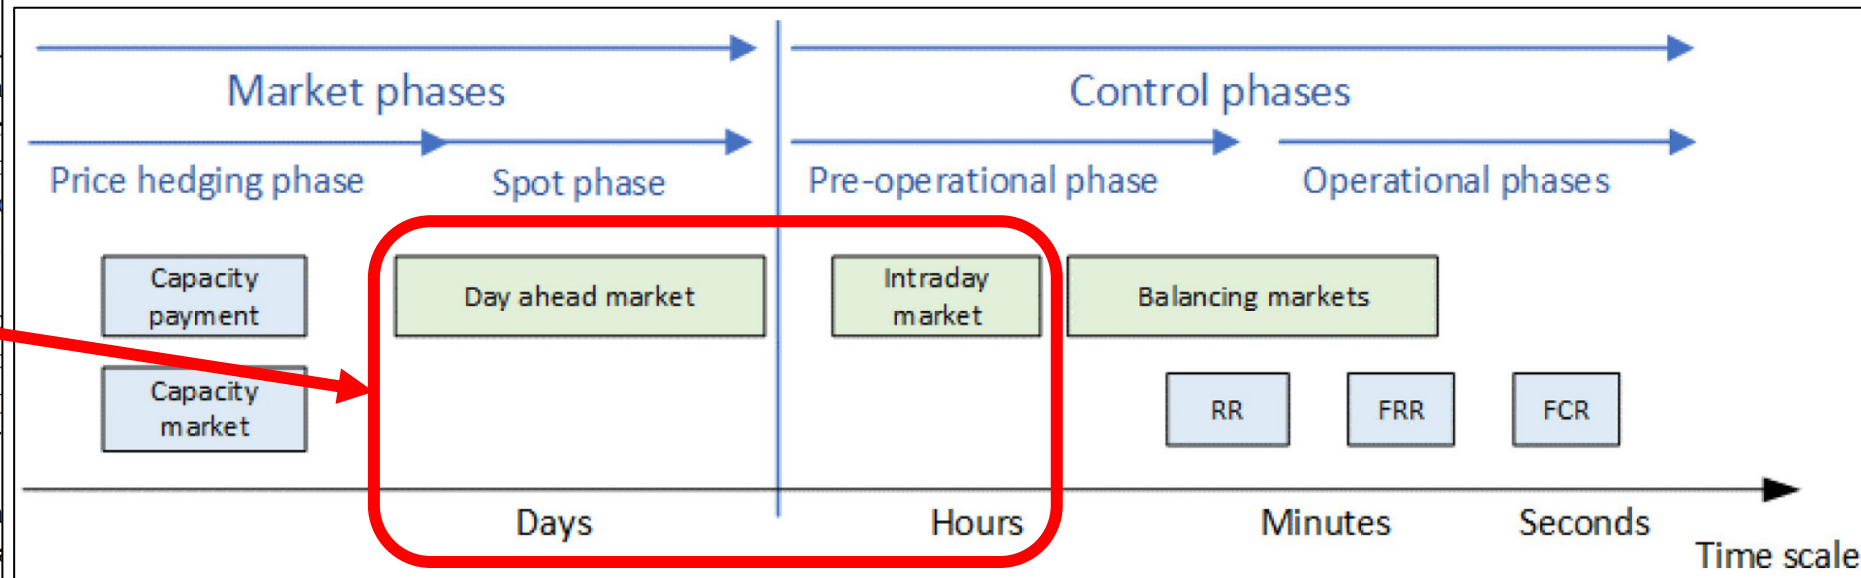 Market phases
Control phases
Price hedging phase
Spot phase
Pre-operational phase
Operational phases
Capacity
payment
Day ahead market
Intraday
market
Balancing markets
Capacity
market
RR
FRR
FCR
Days
Hours
Minutes
Seconds
Time scale